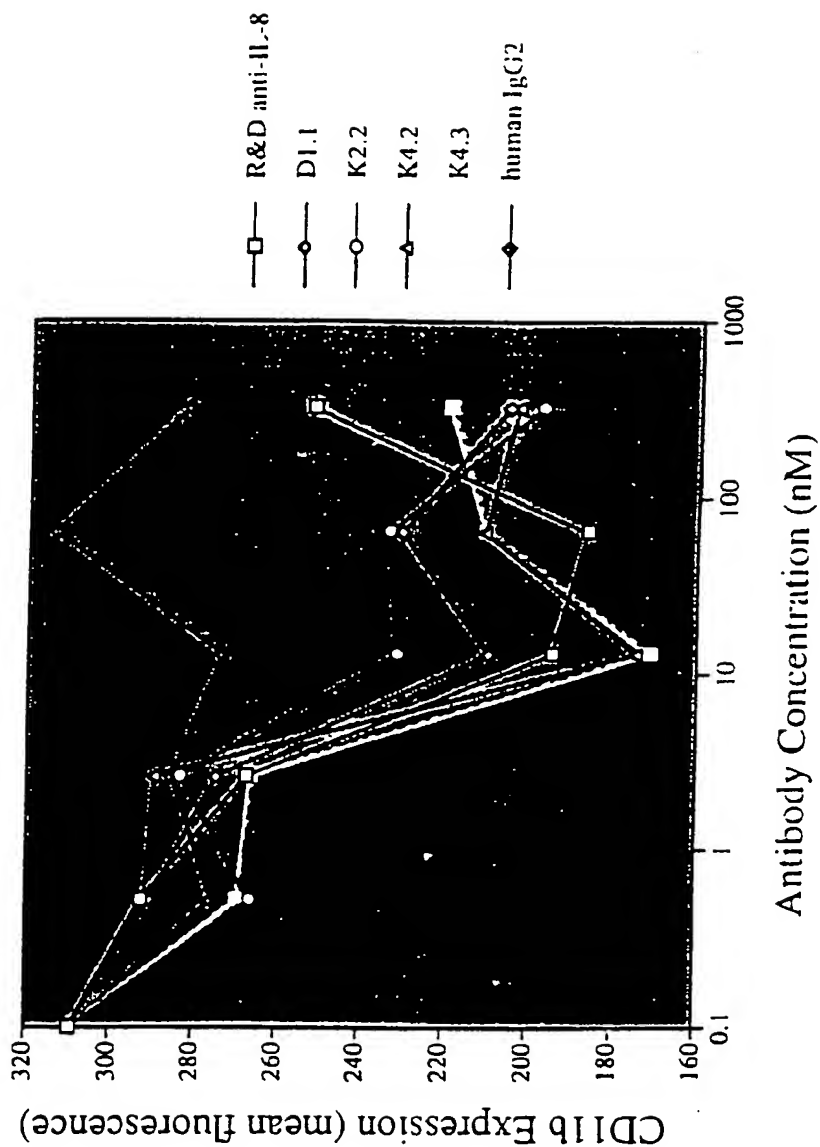 CD11b Expression (mean fluorescence)
320
300
280
260
240
220
200
180
160
0.1
1
10
100
1000
Antibody Concentration (nM)
R&D anti-IL-8
D1.1
K2.2
K4.2
K4.3
human IgG2